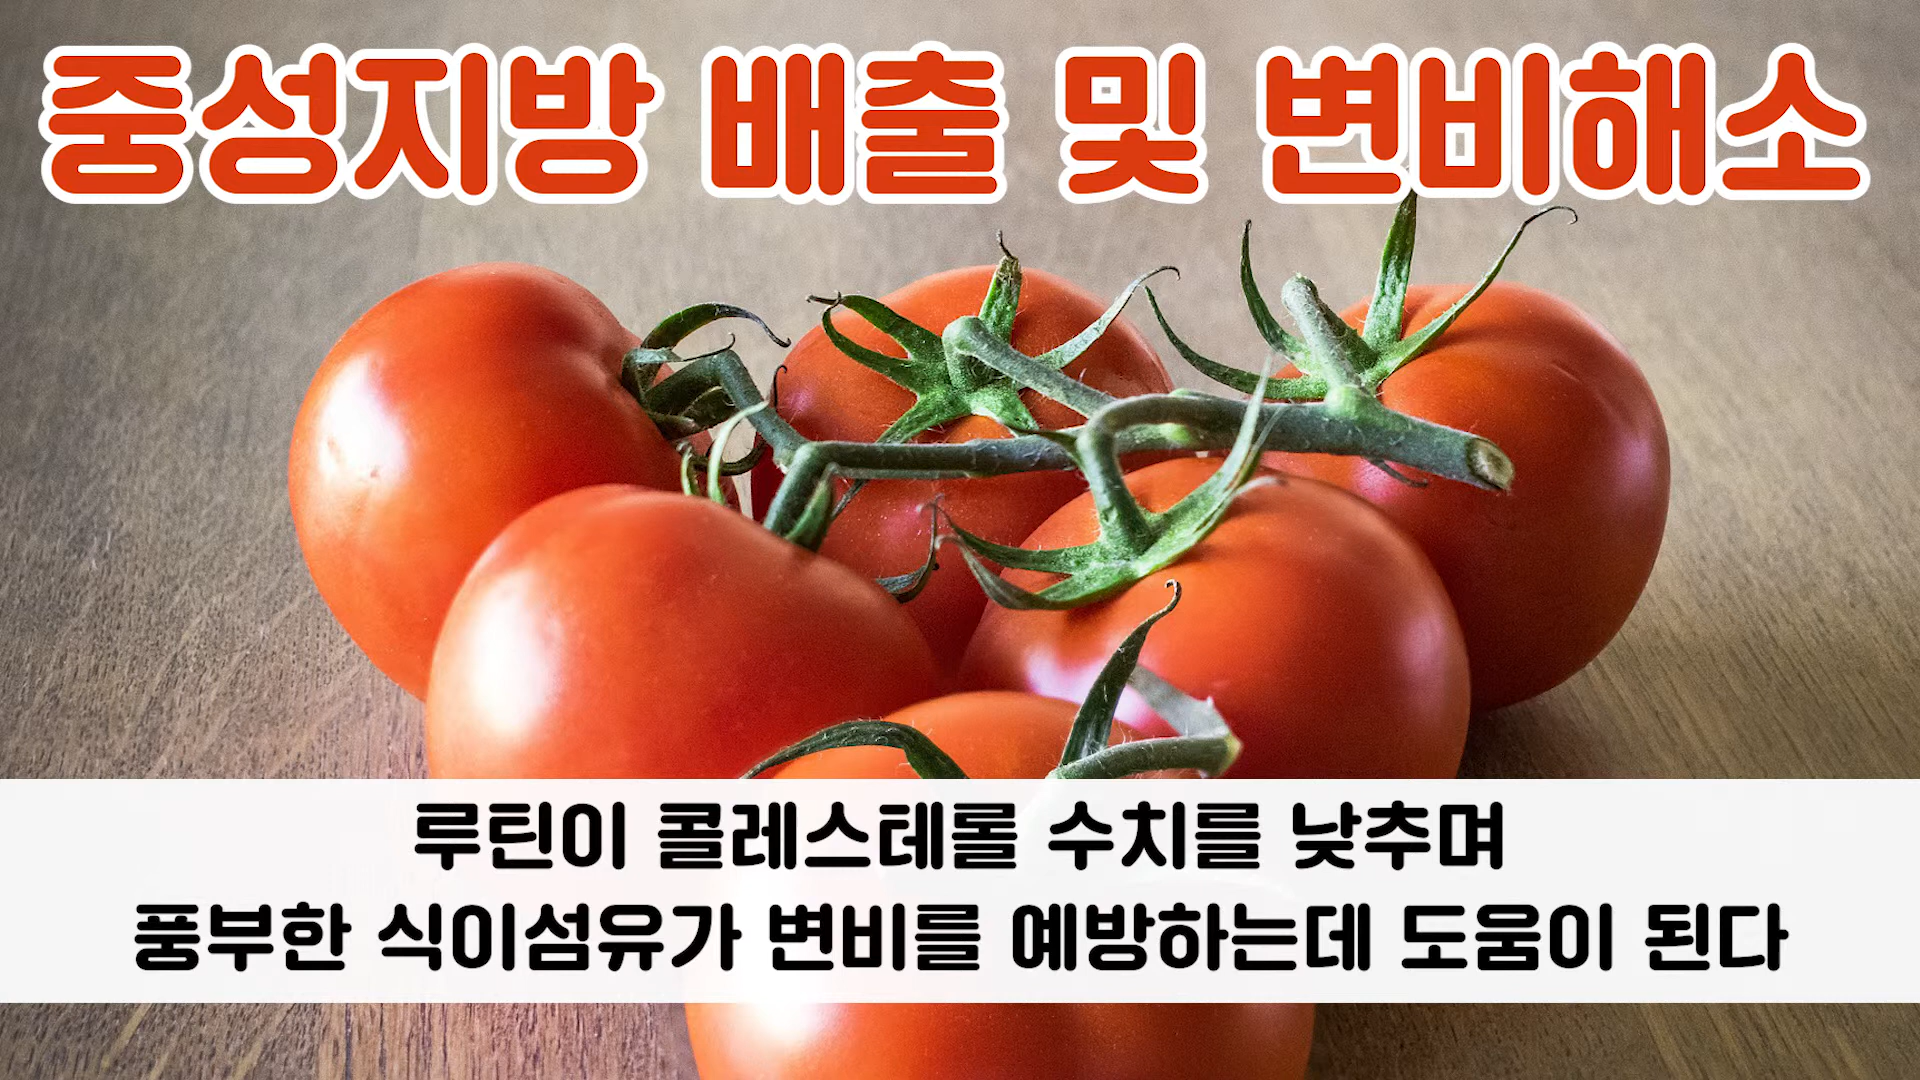 중성지방 배출 및 변비해소
루틴이 콜레스테롤 수치를 낮추며
풍부한 식이섬유가 변비를 예방하는데 도움이 된다